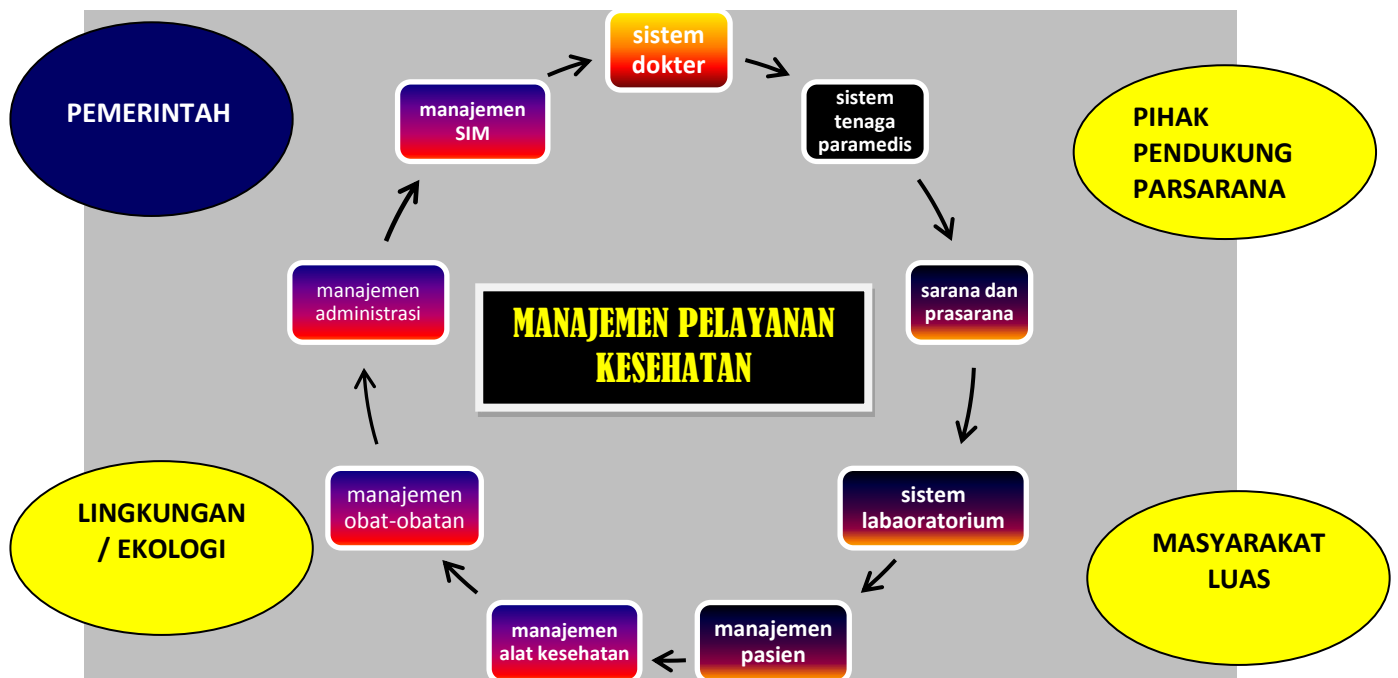 sistem
dokter
manajemen
SIM
sistem
tenaga
paramedis
PEMERINTAH
PIHAK
PENDUKUNG
PARSARANA
manajemen
administrasi
sarana dan
prasarana
MANAJEMEN PELAYANAN
KESEHATAN
manajemen
obat-obatan
sistem
labaoratorium
LINGKUNGAN
/ EKOLOGI
MASYARAKAT
LUAS
manajemen
alat kesehatan
manajemen
pasien